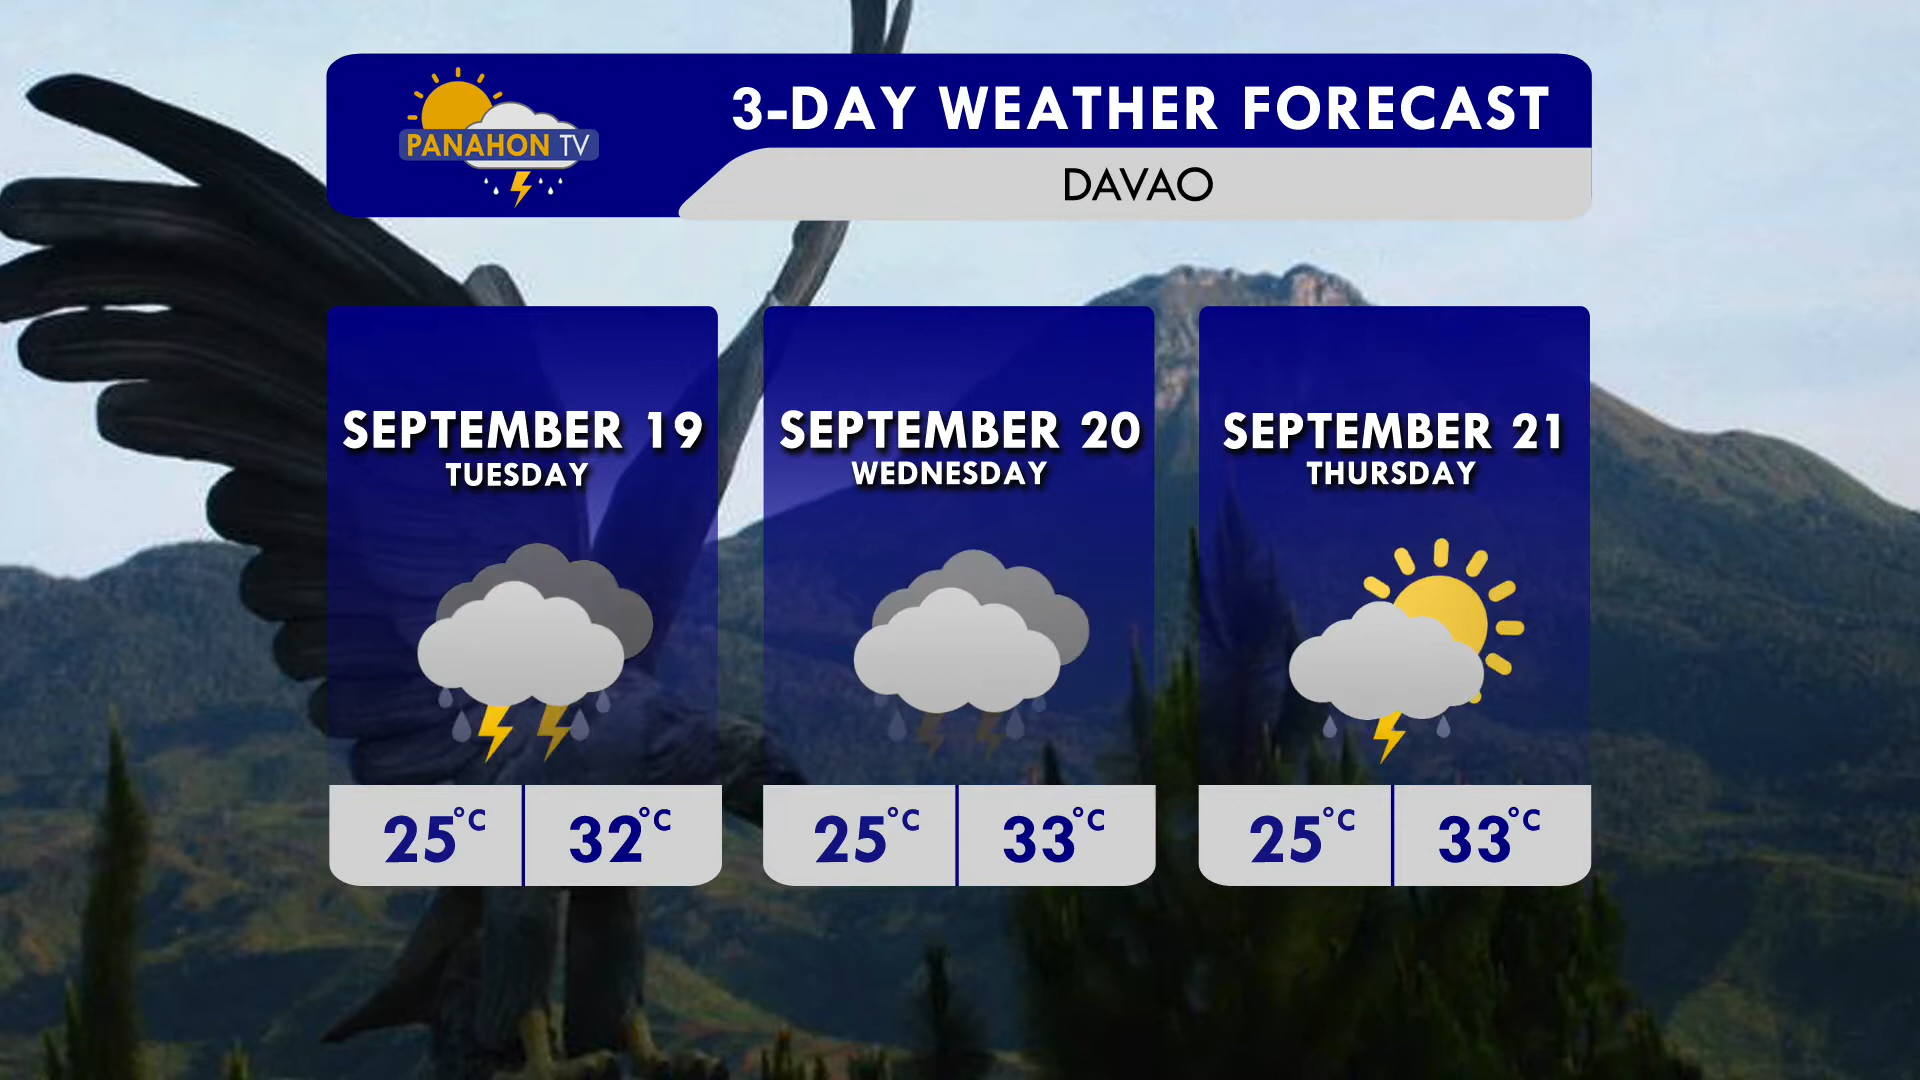 PANAHON TV
3-DAY WEATHER FORECAST
DAVAO
SEPTEMBER 19
TUESDAY
25°C
32°C
SEPTEMBER 20
WEDNESDAY
25°C
33°C
SEPTEMBER 21
THURSDAY
25°C
33°C